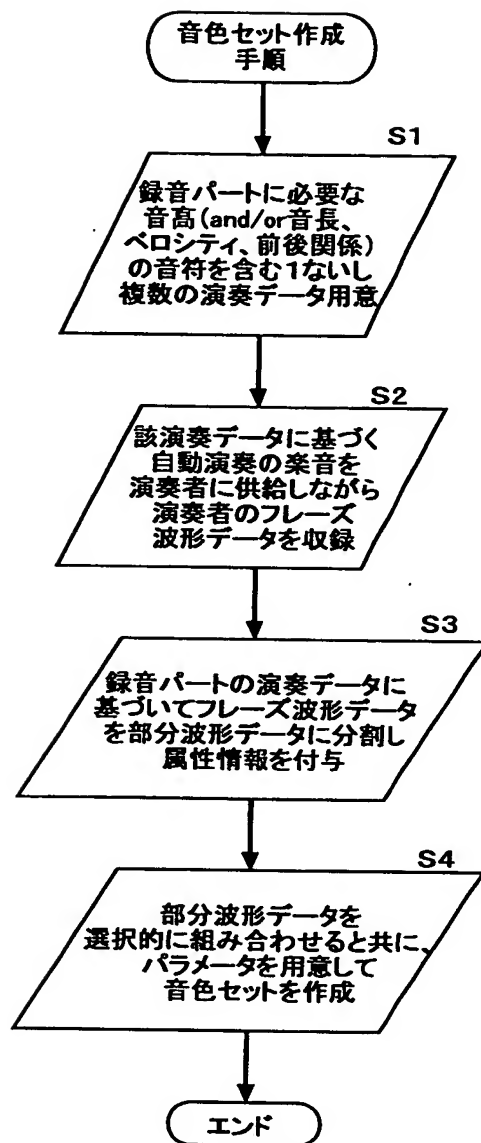 音色セット作成
手順
S1
録音パートに必要な
音高(and/or音長、
ベロシティ、前後関係)
の音符を含む1ないし
複数の演奏データ用意
S2
該演奏データに基づく
自動演奏の楽音を
演奏者に供給しながら
演奏者のフレーズ
波形データを収録
S3
録音パートの演奏データに
基づいてフレーズ波形データ
を部分波形データに分割し
属性情報を付与
S4
部分波形データを
選択的に組み合わせると共に、
パラメータを用意して
音色セットを作成
エンド